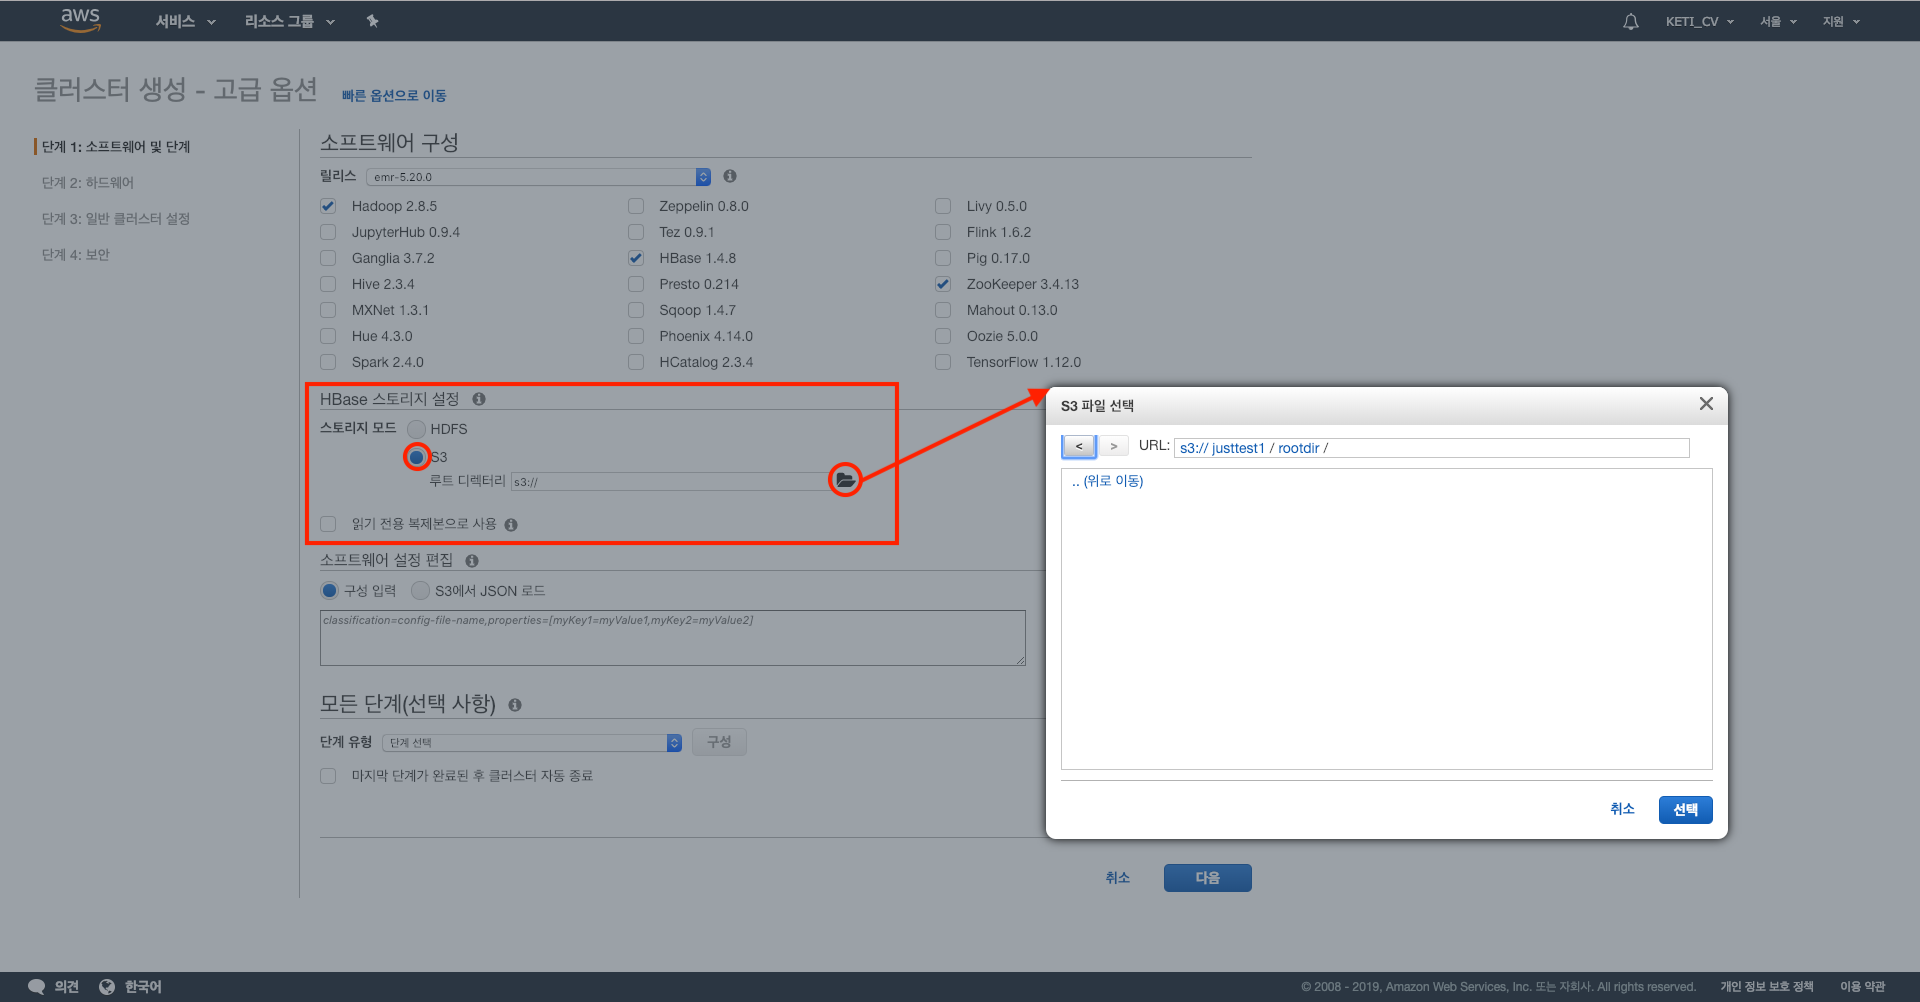 aws 서비스 리소스 그룹 KETI_CV 서울 지원
클러스터 생성 - 고급 옵션 빠른 옵션으로 이동
단계 1: 소프트웨어 및 단계
단계 2: 하드웨어
단계 3: 일반 클러스터 설정
단계 4: 보안
소프트웨어 구성
릴리스 emr-5.20.0
Hadoop 2.8.5 Zeppelin 0.8.0 Livy 0.5.0
JupyterHub 0.9.4 Tez 0.9.1 Flink 1.6.2
Ganglia 3.7.2 HBase 1.4.8 Pig 0.17.0
Hive 2.3.4 Presto 0.214 ZooKeeper 3.4.13
MXNet 1.3.1 Sqoop 1.4.7 Mahout 0.13.0
Hue 4.3.0 Phoenix 4.14.0 Oozie 5.0.0
Spark 2.4.0 HCatalog 2.3.4 TensorFlow 1.12.0
HBase 스토리지 설정
스토리지 모드 HDFS
S3
루트 디렉터리 s3://
읽기 전용 복제본으로 사용
소프트웨어 설정 편집
구성 입력 S3에서 JSON 로드
classification=config-file-name,properties=[myKey1=myValue1,myKey2=myValue2]
모든 단계(선택 사항)
단계 유형 단계 선택 구성
마지막 단계가 완료된 후 클러스터 자동 종료
취소 다음
S3 파일 선택
< > URL: s3:// justtest1 / rootdir /
.. (위로 이동)
취소 선택
의견 한국어 © 2008 - 2019, Amazon Web Services, Inc. 또는 자회사. All rights reserved. 개인 정보 보호 정책 이용 약관